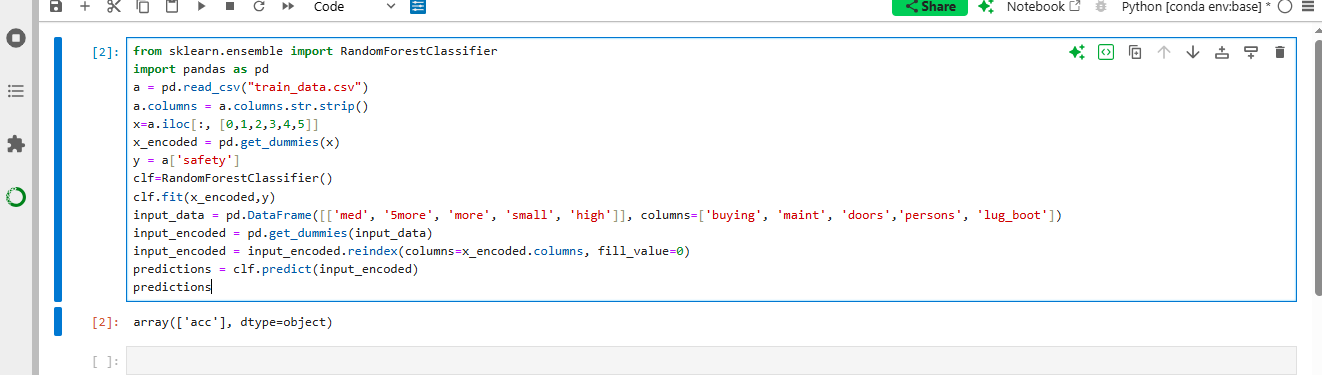 Code
Share
Notebook
Python [conda env:base] *
[2]:
from sklearn.ensemble import RandomForestClassifier
import pandas as pd
a = pd.read_csv("train_data.csv")
a.columns = a.columns.str.strip()
x=a.iloc[:, [0,1,2,3,4,5]]
x_encoded = pd.get_dummies(x)
y = a['safety']
clf=RandomForestClassifier()
clf.fit(x_encoded,y)
input_data = pd.DataFrame([['med', '5more', 'more', 'small', 'high']], columns=['buying', 'maint', 'doors','persons', 'lug_boot'])
input_encoded = pd.get_dummies(input_data)
input_encoded = input_encoded.reindex(columns=x_encoded.columns, fill_value=0)
predictions = clf.predict(input_encoded)
predictions
[2]: array(['acc'], dtype=object)
[ ]: